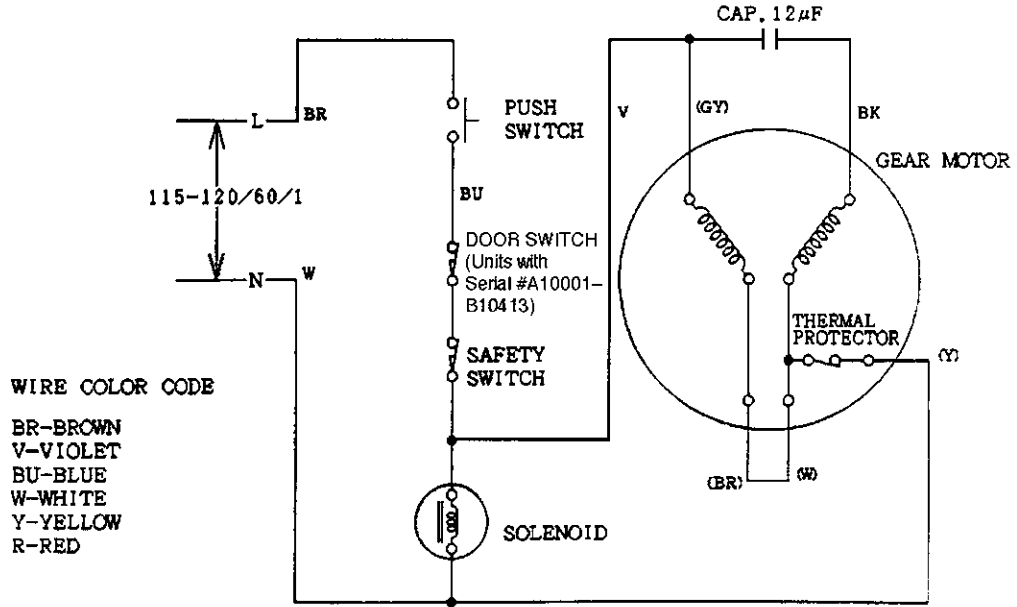 CAP. 12μF
L
BR
PUSH
SWITCH
V
(GY)
BK
GEAR MOTOR
115-120/60/1
BU
DOOR SWITCH
(Units with
Serial #A10001–
B10413)
N
W
THERMAL
PROTECTOR
(Y)
SAFETY
SWITCH
WIRE COLOR CODE
BR-BROWN
V-VIOLET
BU-BLUE
W-WHITE
Y-YELLOW
R-RED
(BR)
(W)
SOLENOID